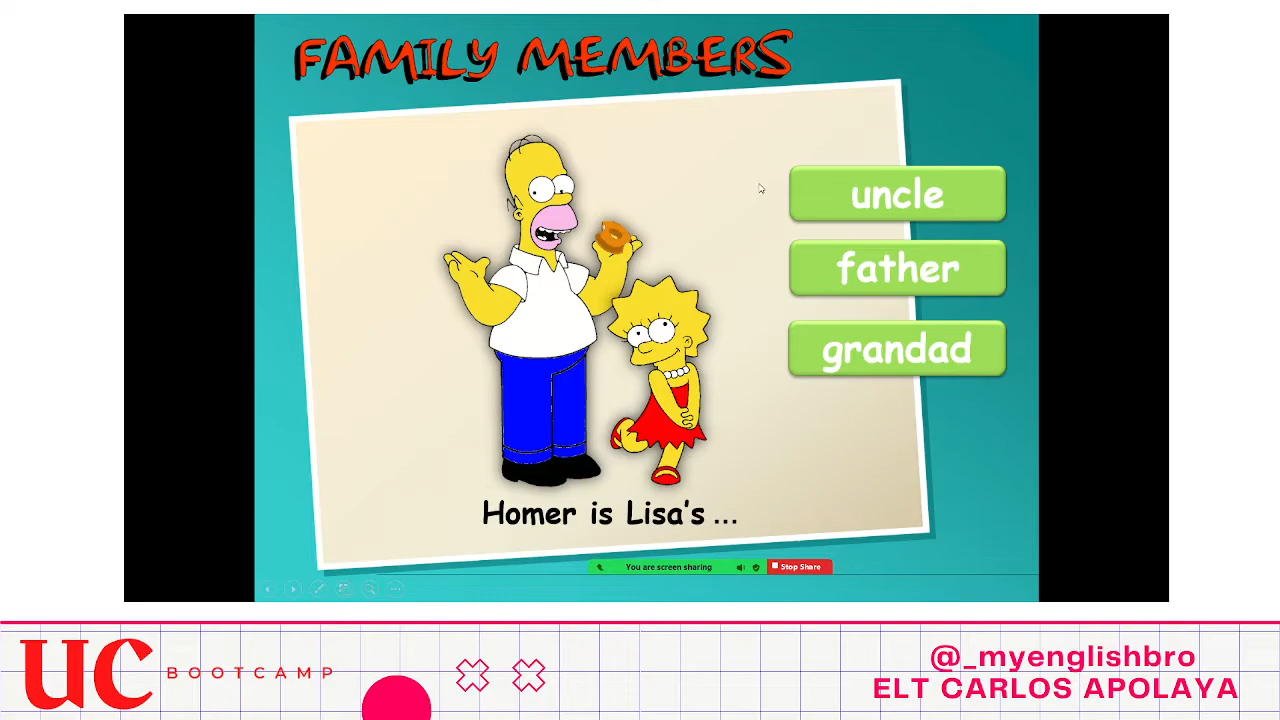 FAMILY MEMBERS
uncle
father
grandad
Homer is Lisa's ...
You are screen sharing
Stop Share
UC BOOTCAMP
@_myenglishbro
ELT CARLOS APOLAYA